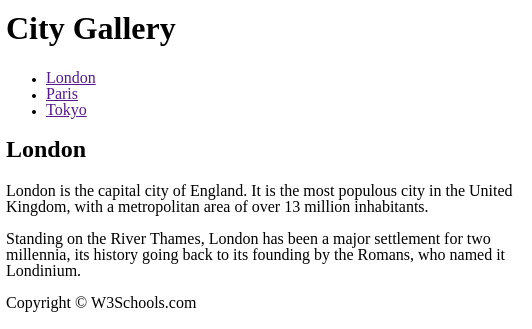 City Gallery
London
Paris
Tokyo
London
London is the capital city of England. It is the most populous city in the United
Kingdom, with a metropolitan area of over 13 million inhabitants.
Standing on the River Thames, London has been a major settlement for two
millennia, its history going back to its founding by the Romans, who named it
Londinium.
Copyright © W3Schools.com